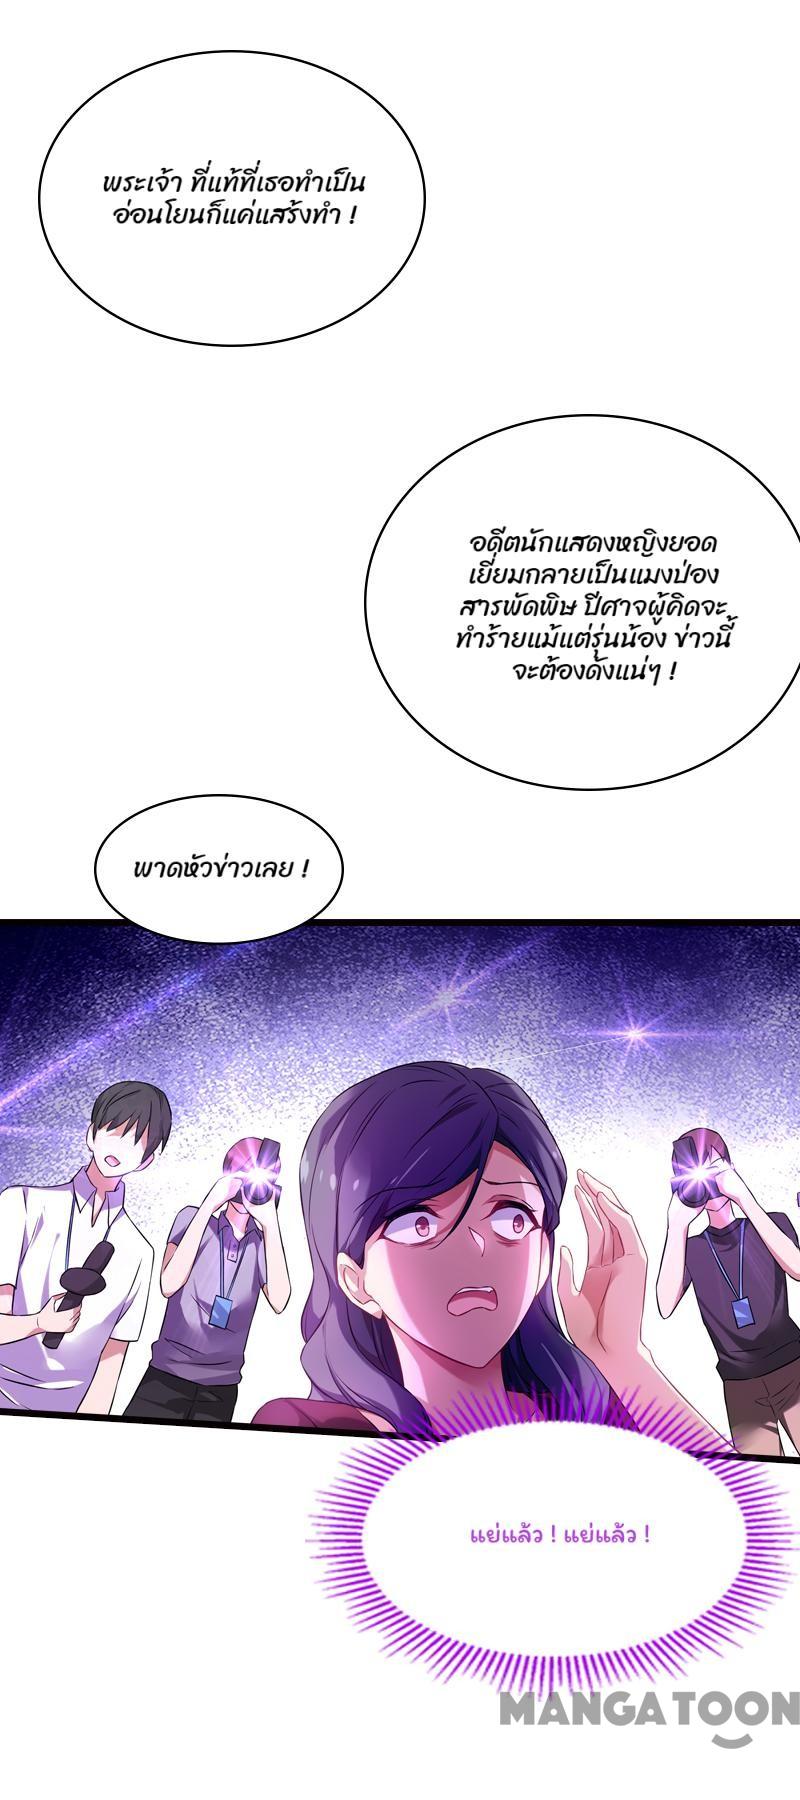 พระเจ้า ที่แท้ที่เธอทำเป็น
อ่อนโยนก็แค่แสร้งทำ !
อดีตนักแสดงหญิงยอด
เยี่ยมกลายเป็นแมงป่อง
สารพัดพิษ ปีศาจผู้คิดจะ
ทำร้ายแม้แต่รุ่นน้อง ข่าวนี้
จะต้องดังแน่ๆ !
พาดหัวข่าวเลย !
แย่แล้ว ! แย่แล้ว !
MANGATOON